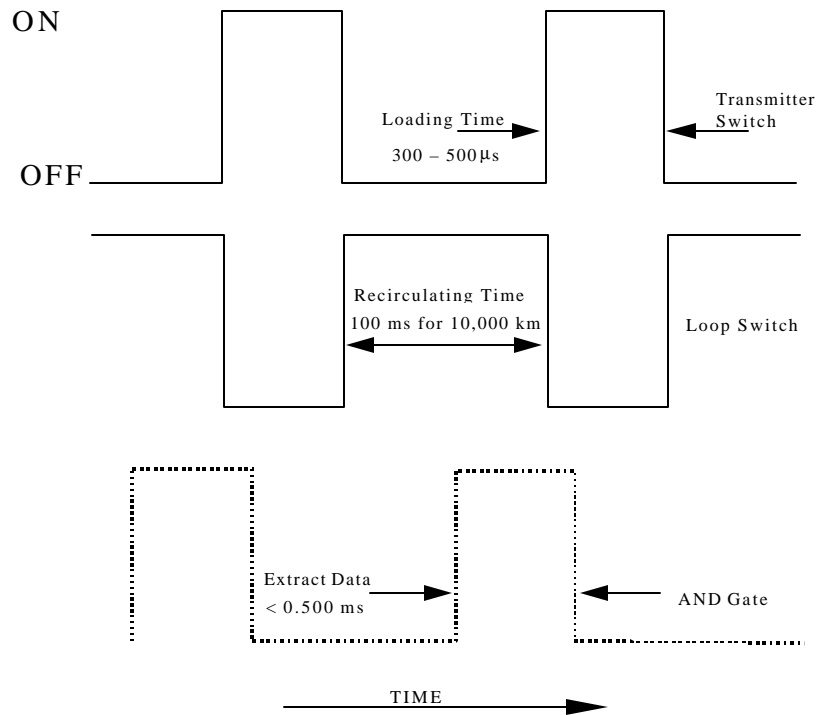 ON
Transmitter
Switch
Loading Time
300 – 500µs
OFF
Recirculating Time
100 ms for 10,000 km
Loop Switch
Extract Data
< 0.500 ms
AND Gate
TIME